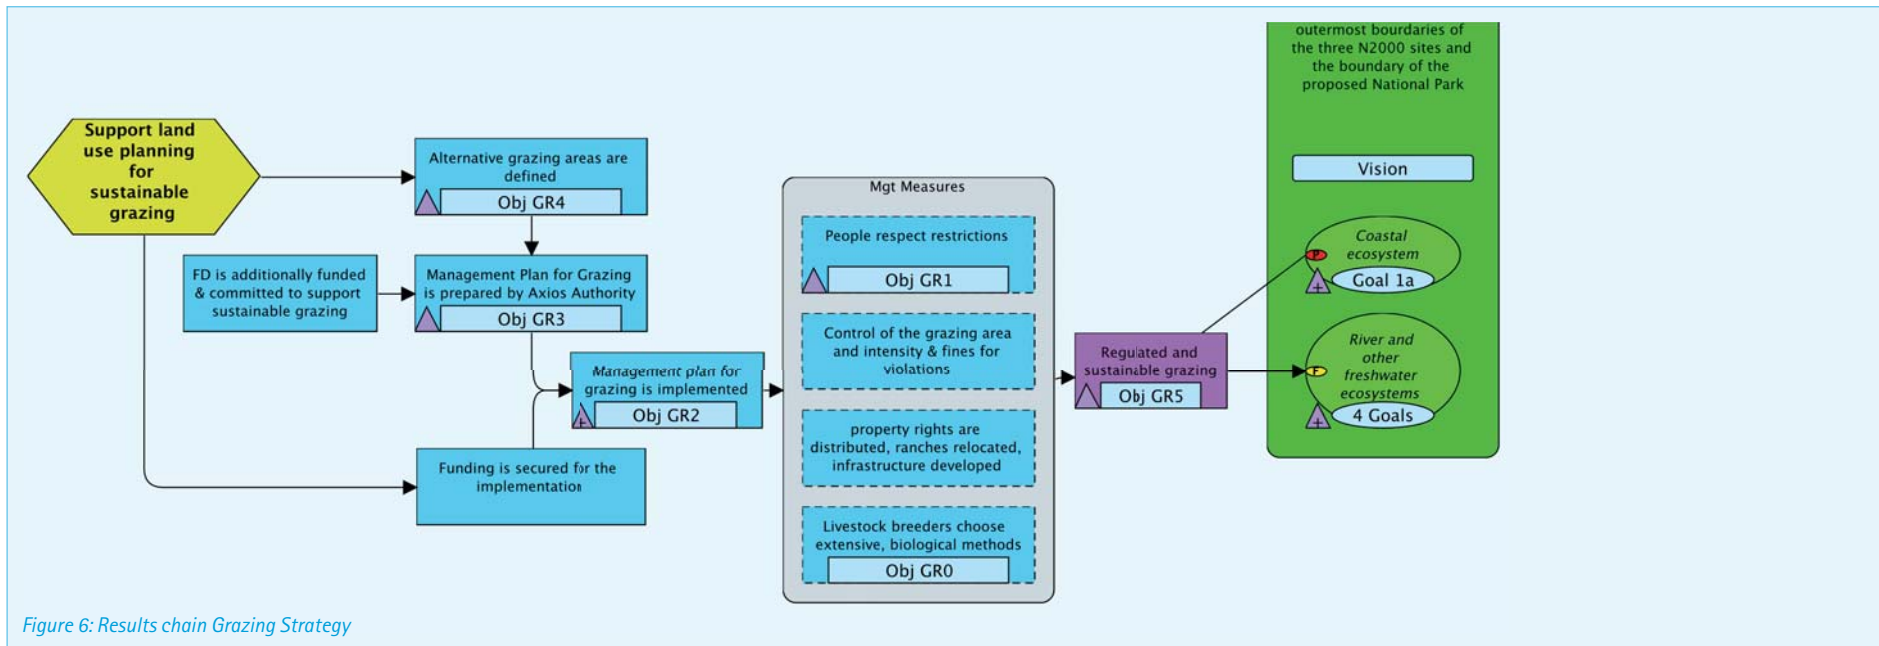 outermost boundaries of
the three N2000 sites and
the boundary of the
proposed National Park
Vision
Coastal
ecosystem
P
+
Goal 1a
River and
other
freshwater
ecosystems
F
+
4 Goals
Support land
use planning
for
sustainable
grazing
Alternative grazing areas are
defined
Obj GR4
FD is additionally funded
& committed to support
sustainable grazing
Management Plan for Grazing
is prepared by Axios Authority
Obj GR3
Management plan for
grazing is implemented
+
Obj GR2
Funding is secured for the
implementation
Mgt Measures
People respect restrictions
Obj GR1
Control of the grazing area
and intensity & fines for
violations
property rights are
distributed, ranches relocated,
infrastructure developed
Livestock breeders choose
extensive, biological methods
Obj GR0
Regulated and
sustainable grazing
Obj GR5
Figure 6: Results chain Grazing Strategy